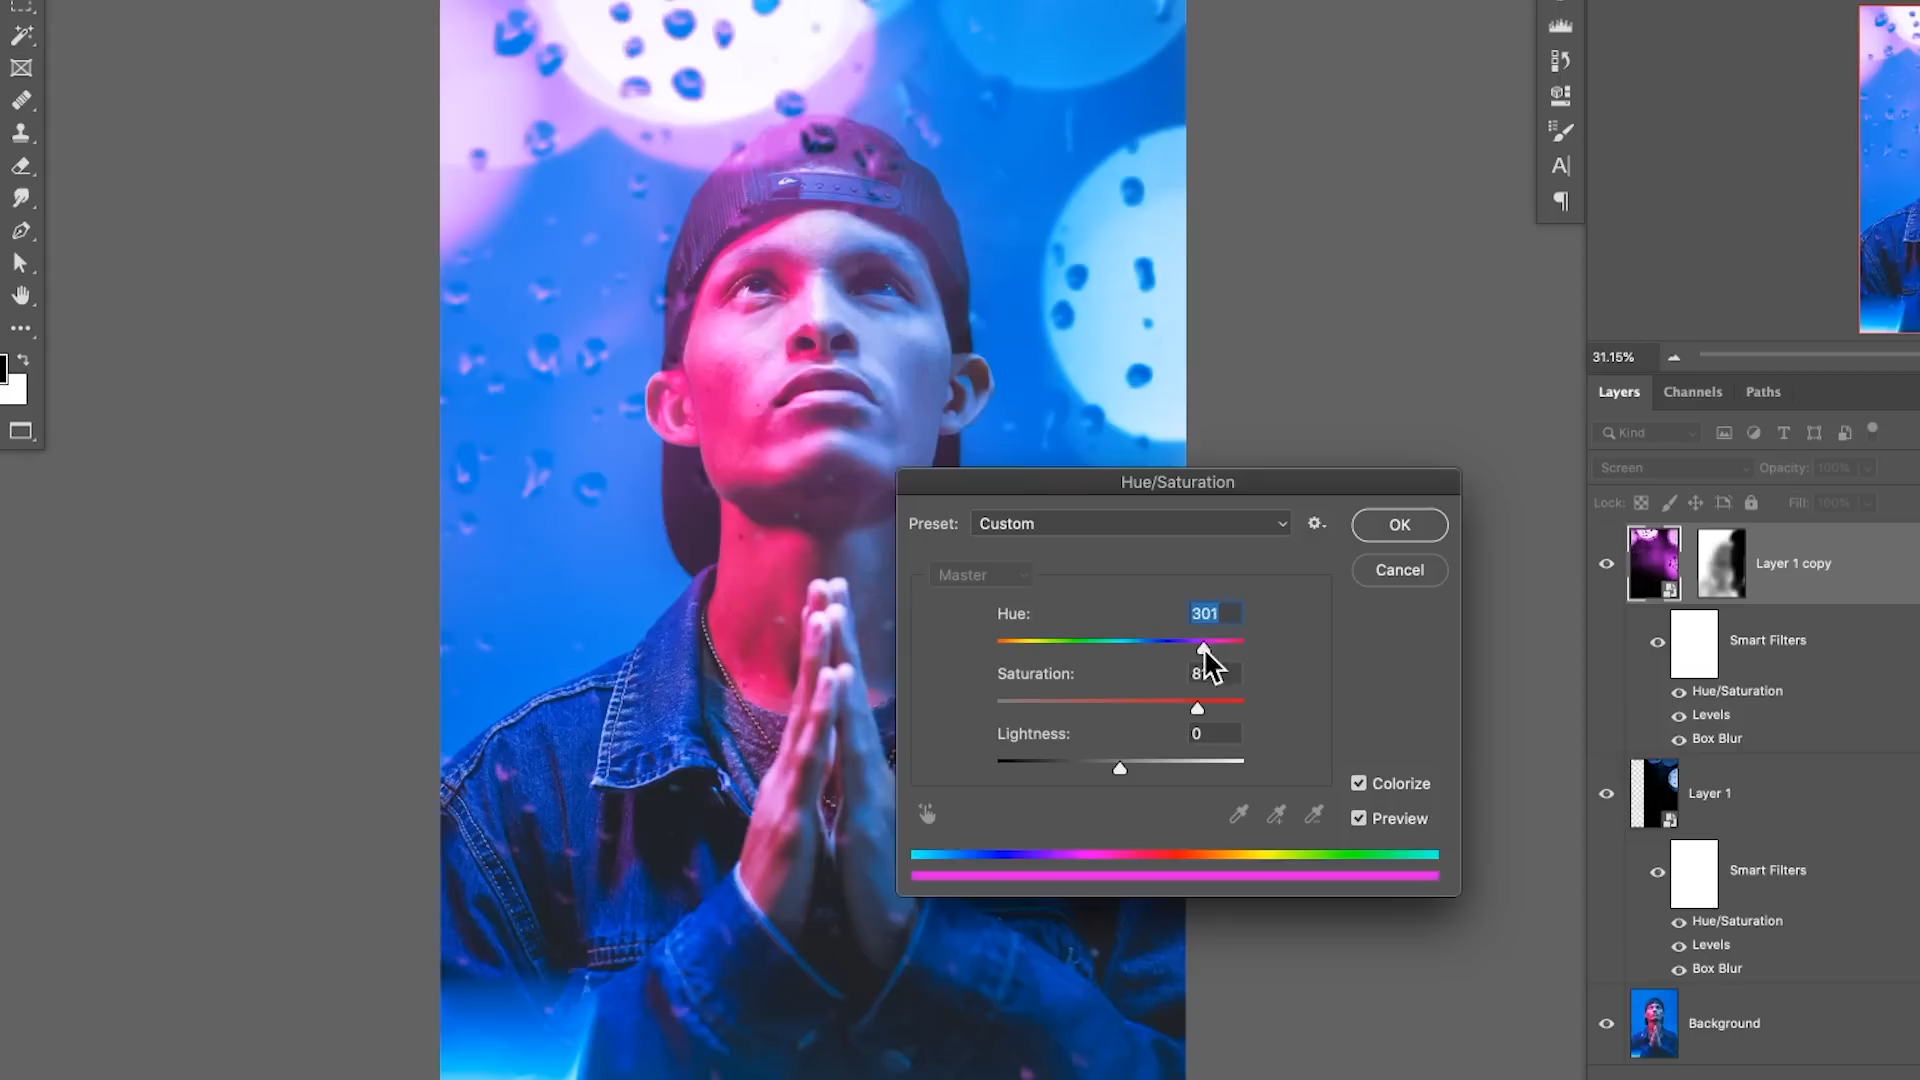 Hue/Saturation
Preset: Custom
OK
Master
Cancel
Hue: 301
Saturation:
Lightness: 0
Colorize
Preview
A
31.15%
Layers Channels Paths
Kind
Screen Opacity: 100%
Lock: Fill: 100%
Layer 1 copy
Smart Filters
Hue/Saturation
Levels
Box Blur
Layer 1
Smart Filters
Hue/Saturation
Levels
Box Blur
Background